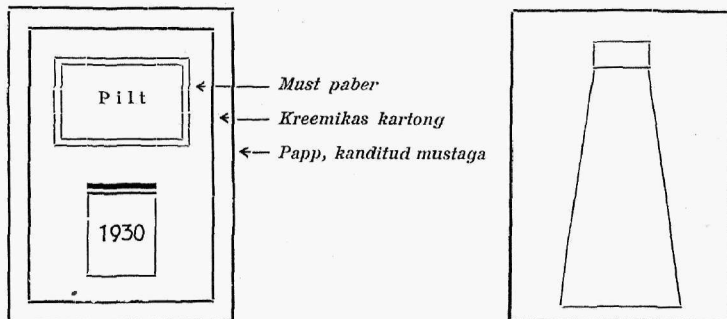 Pilt
Must paber
Kreemikas kartong
Papp, kanditud mustaga
1930